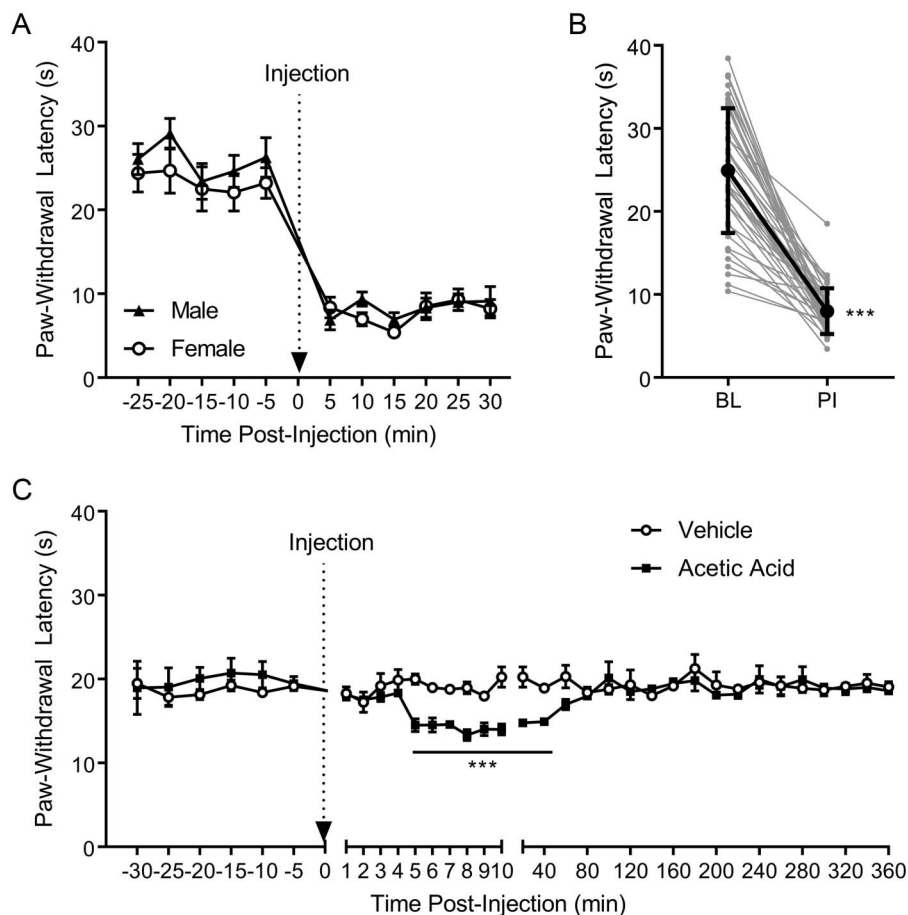 A
Paw-Withdrawal Latency (s)
40
30
20
10
0
Injection
Male
Female
-25 -20 -15 -10 -5 0 5 10 15 20 25 30
Time Post-Injection (min)
B
Paw-Withdrawal Latency (s)
40
30
20
10
0
***
BL PI
C
Paw-Withdrawal Latency (s)
40
30
20
10
0
Injection
Vehicle
Acetic Acid
***
-30 -25 -20 -15 -10 -5 0 1 2 3 4 5 6 7 8 9 10 40 80 120 160 200 240 280 320 360
Time Post-Injection (min)